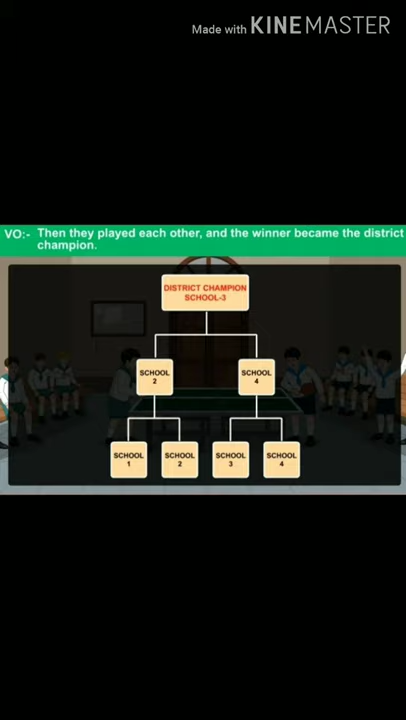 Made with KINEMASTER
VO:- Then they played each other, and the winner became the district
champion.
DISTRICT CHAMPION
SCHOOL-3
SCHOOL
2
SCHOOL
4
SCHOOL
1
SCHOOL
2
SCHOOL
3
SCHOOL
4